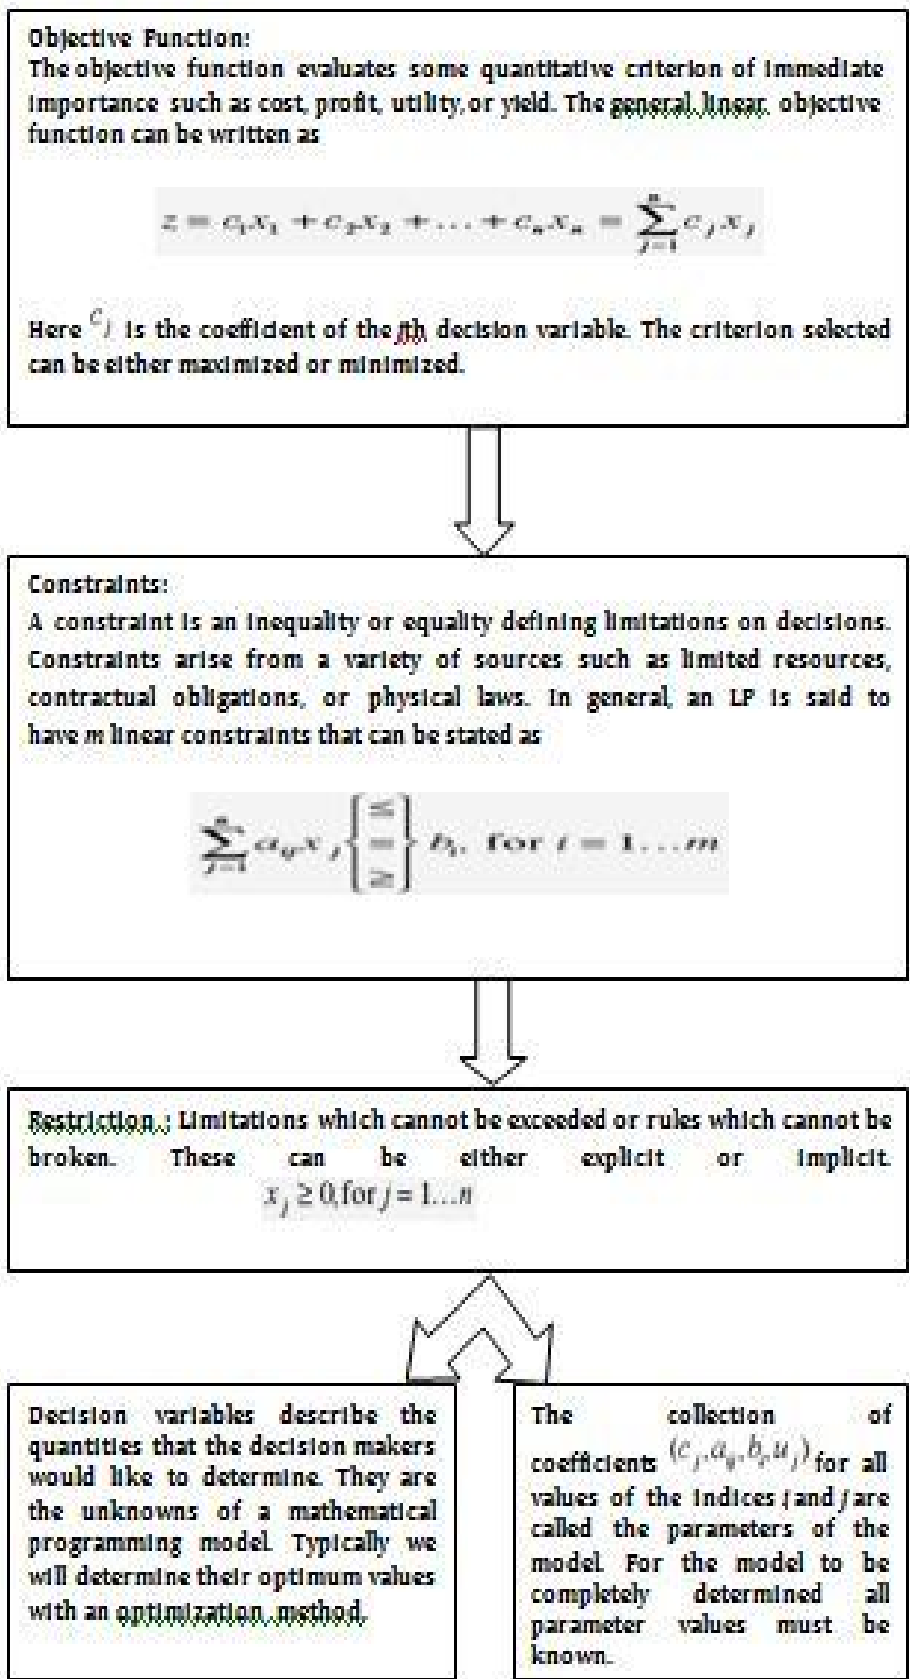 Objective Function:
The objective function evaluates some quantitative criterion of immediate
importance such as cost, profit, utility, or yield. The general linear objective
function can be written as
z = c₁x₁ + c₂x₂ + ... + cₙxₙ = ∑ⁿⱼ₌₁ cⱼxⱼ
Here cⱼ is the coefficient of the jth decision variable. The criterion selected
can be either maximized or minimized.
Constraints:
A constraint is an inequality or equality defining limitations on decisions.
Constraints arise from a variety of sources such as limited resources,
contractual obligations, or physical laws. In general, an LP is said to
have m linear constraints that can be stated as
∑ⁿⱼ₌₁ aᵢⱼxⱼ {≤ = ≥} bᵢ, for i = 1...m
Restriction : Limitations which cannot be exceeded or rules which cannot be
broken. These can be either explicit or implicit.
xⱼ ≥ 0, for j = 1...n
Decision variables describe the
quantities that the decision makers
would like to determine. They are
the unknowns of a mathematical
programming model. Typically we
will determine their optimum values
with an optimization method.
The collection of
coefficients (cⱼ, aᵢⱼ, bᵢ, uⱼ) for all
values of the indices i and j are
called the parameters of the
model. For the model to be
completely determined all
parameter values must be
known.